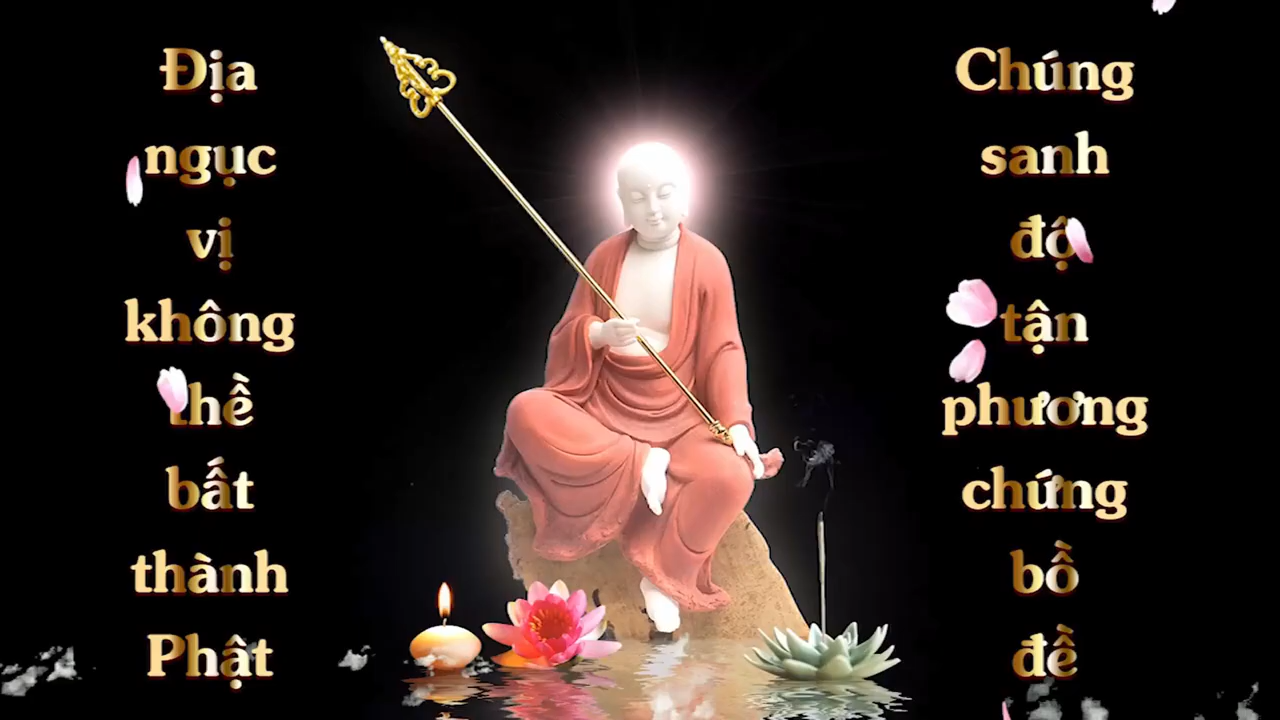 Địa
ngục
vị
không
thề
bất
thành
Phật
Chúng
sanh
độ
tận
phương
chứng
bồ
đề